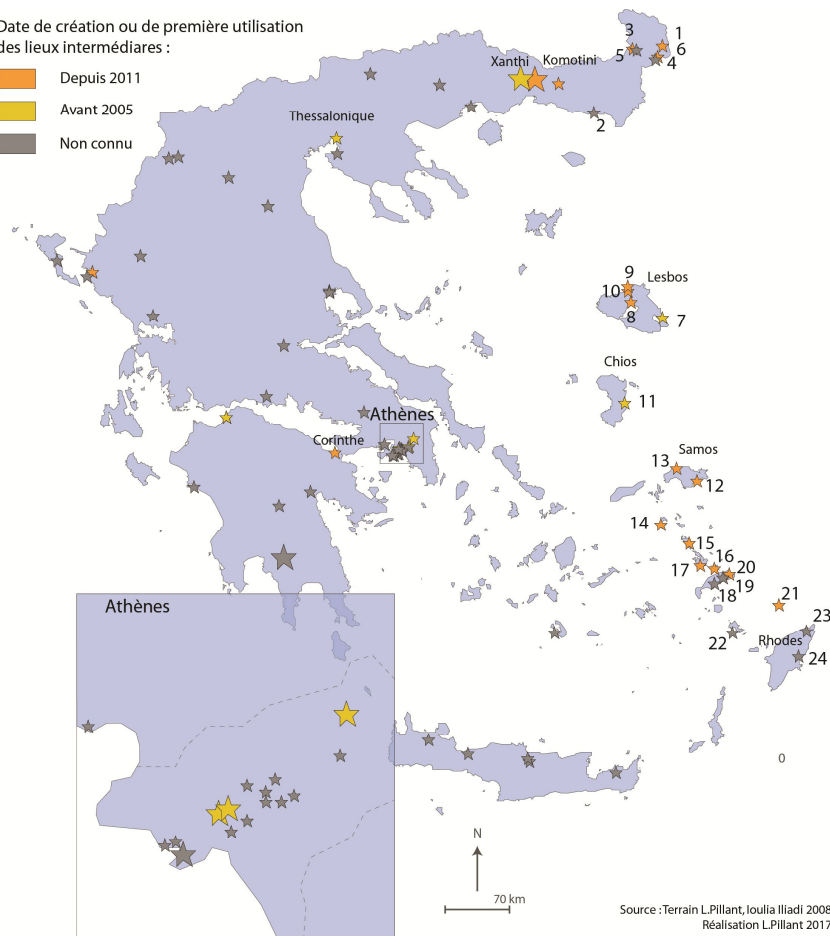 Date de création ou de première utilisation
des lieux intermédiares :
Depuis 2011
Avant 2005
Non connu
Xanthi
Komotini
Thessalonique
3
1
5
6
4
2
9
Lesbos
10
8
7
Chios
11
Athènes
Corinthe
Samos
13
12
14
15
16
17
20
19
18
21
23
22
Rhodes
24
Athènes
0
N
70 km
Source : Terrain L.Pillant, Ioulia Iliadi 2008
Réalisation L.Pillant 2017